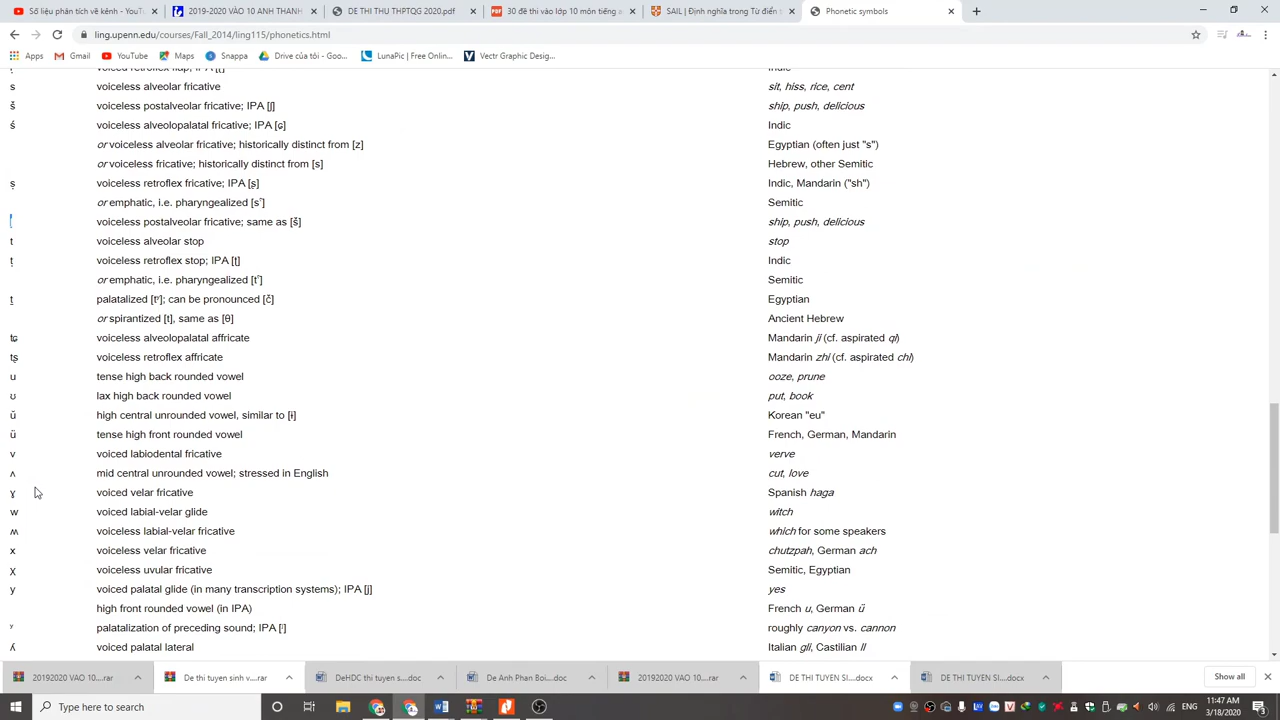 Số liệu phân tích về kênh - YouTu
2019-2020 VÀO 10 ANH THANH
DE THI THU THPTQG 2020.pdf
30 đề thi vào lớp 10 môn tiếng a
SAIL | Định nghĩa trong Từ điển t
Phonetic symbols
ling.upenn.edu/courses/Fall_2014/ling115/phonetics.html
Apps Gmail YouTube Maps Snappa Drive của tôi - Goo... LunaPic | Free Onlin... Vectr Graphic Desig...
voiced retroflex flap; IPA [ɽ] Indic
s voiceless alveolar fricative sit, hiss, rice, cent
š voiceless postalveolar fricative; IPA [ʃ] ship, push, delicious
ś voiceless alveolopalatal fricative; IPA [ɕ] Indic
or voiceless alveolar fricative; historically distinct from [z] Egyptian (often just "s")
or voiceless fricative; historically distinct from [s] Hebrew, other Semitic
ṣ voiceless retroflex fricative; IPA [ʂ] Indic, Mandarin ("sh")
or emphatic, i.e. pharyngealized [sˤ] Semitic
ʃ voiceless postalveolar fricative; same as [š] ship, push, delicious
t voiceless alveolar stop stop
ṭ voiceless retroflex stop; IPA [ʈ] Indic
or emphatic, i.e. pharyngealized [tˤ] Semitic
ṯ palatalized [tʸ]; can be pronounced [č] Egyptian
or spirantized [t], same as [θ] Ancient Hebrew
tɕ voiceless alveolopalatal affricate Mandarin ji (cf. aspirated qi)
tʂ voiceless retroflex affricate Mandarin zhi (cf. aspirated chi)
u tense high back rounded vowel ooze, prune
ʊ lax high back rounded vowel put, book
ŭ high central unrounded vowel, similar to [ɨ] Korean "eu"
ü tense high front rounded vowel French, German, Mandarin
v voiced labiodental fricative verve
ʌ mid central unrounded vowel; stressed in English cut, love
ɣ voiced velar fricative Spanish haga
w voiced labial-velar glide witch
ʍ voiceless labial-velar fricative which for some speakers
x voiceless velar fricative chutzpah, German ach
χ voiceless uvular fricative Semitic, Egyptian
y voiced palatal glide (in many transcription systems); IPA [j] yes
high front rounded vowel (in IPA) French u, German ü
ʸ palatalization of preceding sound; IPA [ʲ] roughly canyon vs. cannon
ʎ voiced palatal lateral Italian gli, Castilian ll
20192020 VAO 10....rar De thi tuyen sinh v....rar DeHDC thi tuyen s....doc De Anh Phan Boi....doc 20192020 VAO 10....rar DE THI TUYEN SI....docx DE THI TUYEN SI....docx Show all
Type here to search ENG 11:47 AM
3/18/2020